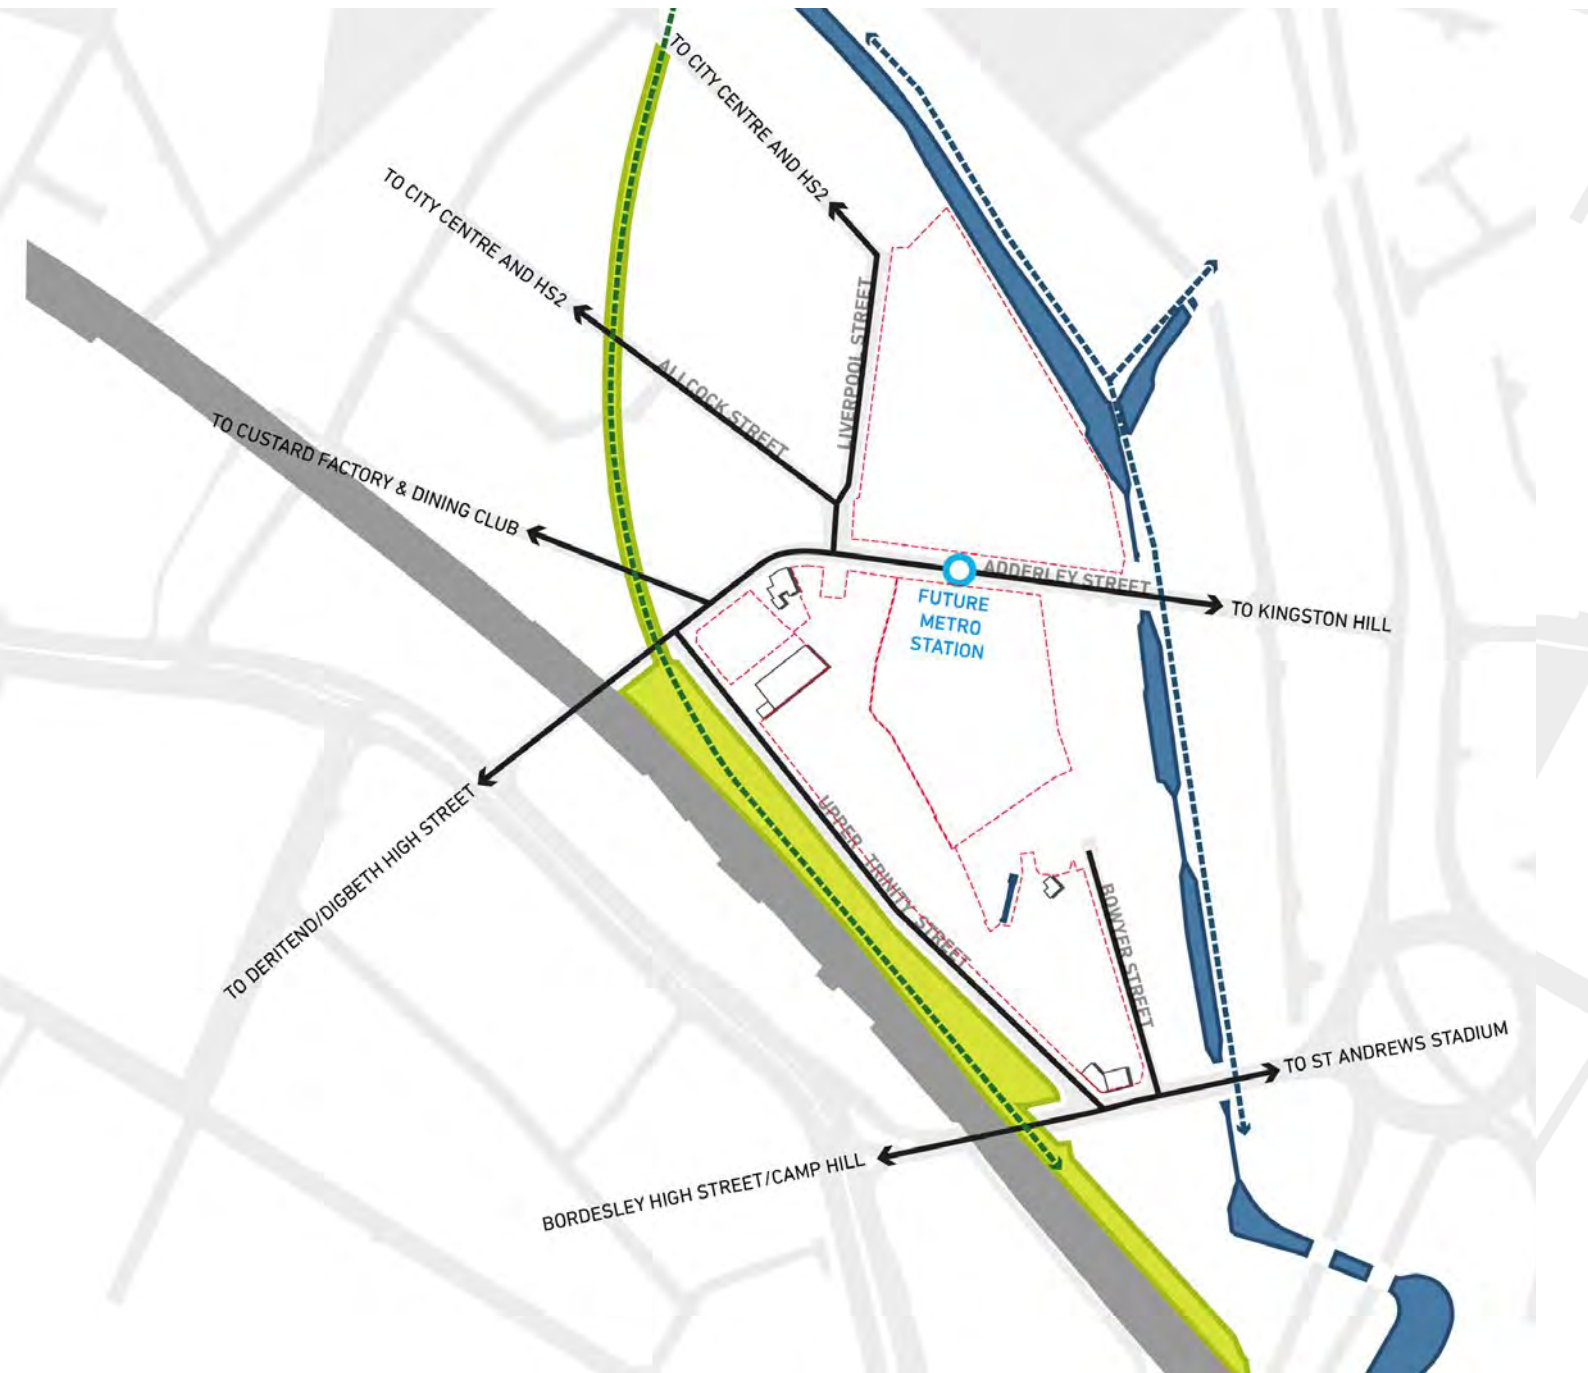 TO CITY CENTRE AND HS2
TO CITY CENTRE AND HS2
LIVERPOOL STREET
ALLCOCK STREET
TO CUSTARD FACTORY & DINING CLUB
ADDERLEY STREET
FUTURE
METRO
STATION
TO KINGSTON HILL
TO DERITEND/DIGBETH HIGH STREET
UPPER TRINITY STREET
BOWYER STREET
TO ST ANDREWS STADIUM
BORDESLEY HIGH STREET/CAMP HILL